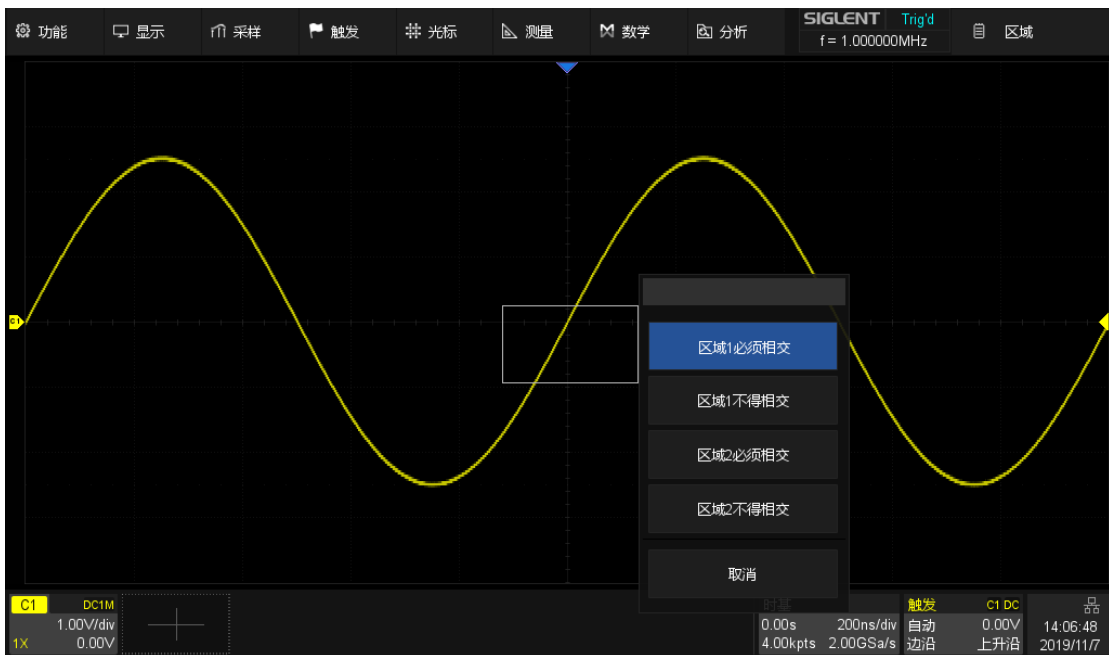 功能 显示 采样 触发 光标 测量 数学 分析 SIGLENT Trig'd 区域
f = 1.000000MHz
C1
区域1必须相交
区域1不得相交
区域2必须相交
区域2不得相交
取消
C1 DC1M
1.00V/div
1X 0.00V
时基
0.00s 200ns/div
4.00kpts 2.00GSa/s
触发 C1 DC
自动 0.00V
边沿 上升沿
14:06:48
2019/11/7